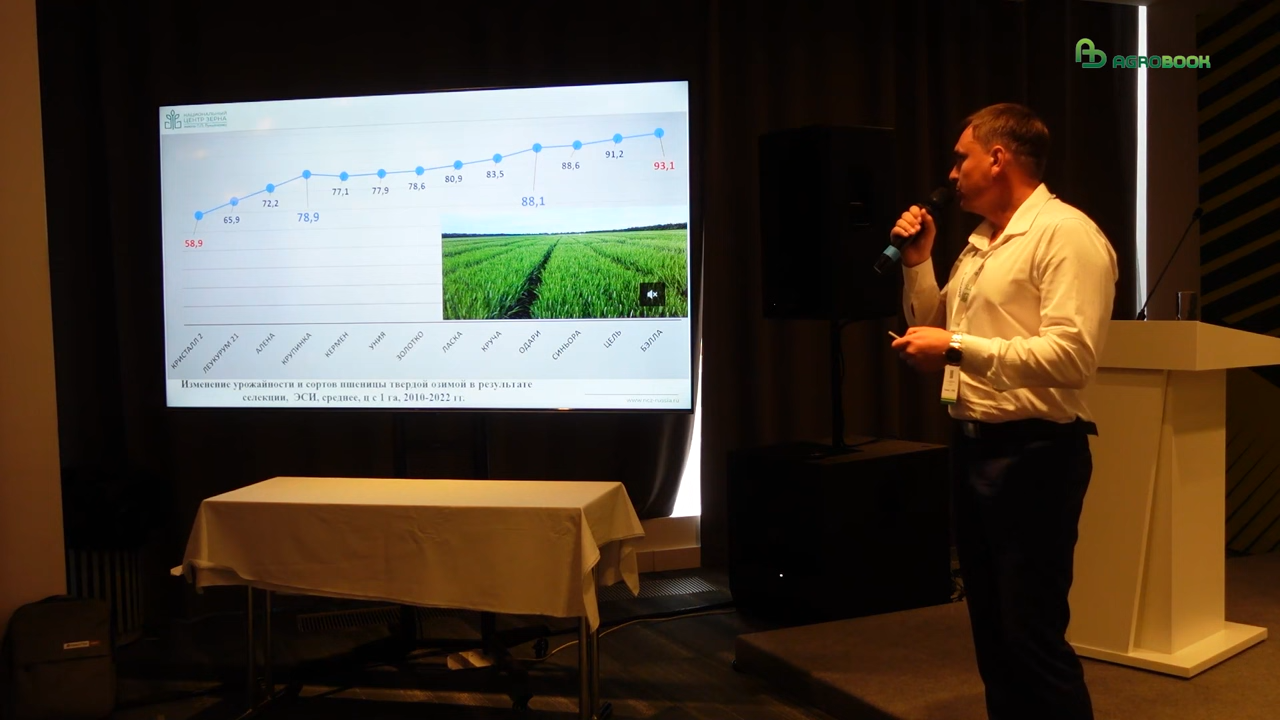 AGROBOOK
НАЦИОНАЛЬНЫЙ
ЦЕНТР ЗЕРНА
58,9
65,9
72,2
78,9
77,1
77,9
78,6
80,9
83,5
88,1
88,6
91,2
93,1
КРИСТАЛЛ 2
ЛЕУКУРУМ 21
АЛЕНА
КРУПИНКА
КЕРМЕН
УНИЯ
ЗОЛОТКО
ЛАСКА
КРУЧА
ОДАРИ
СИНЬОРА
ЦЕЛЬ
БЭЛЛА
Изменение урожайности и сортов пшеницы твердой озимой в результате
селекции, ЭСИ, среднее, ц с 1 га, 2010-2022 гг.